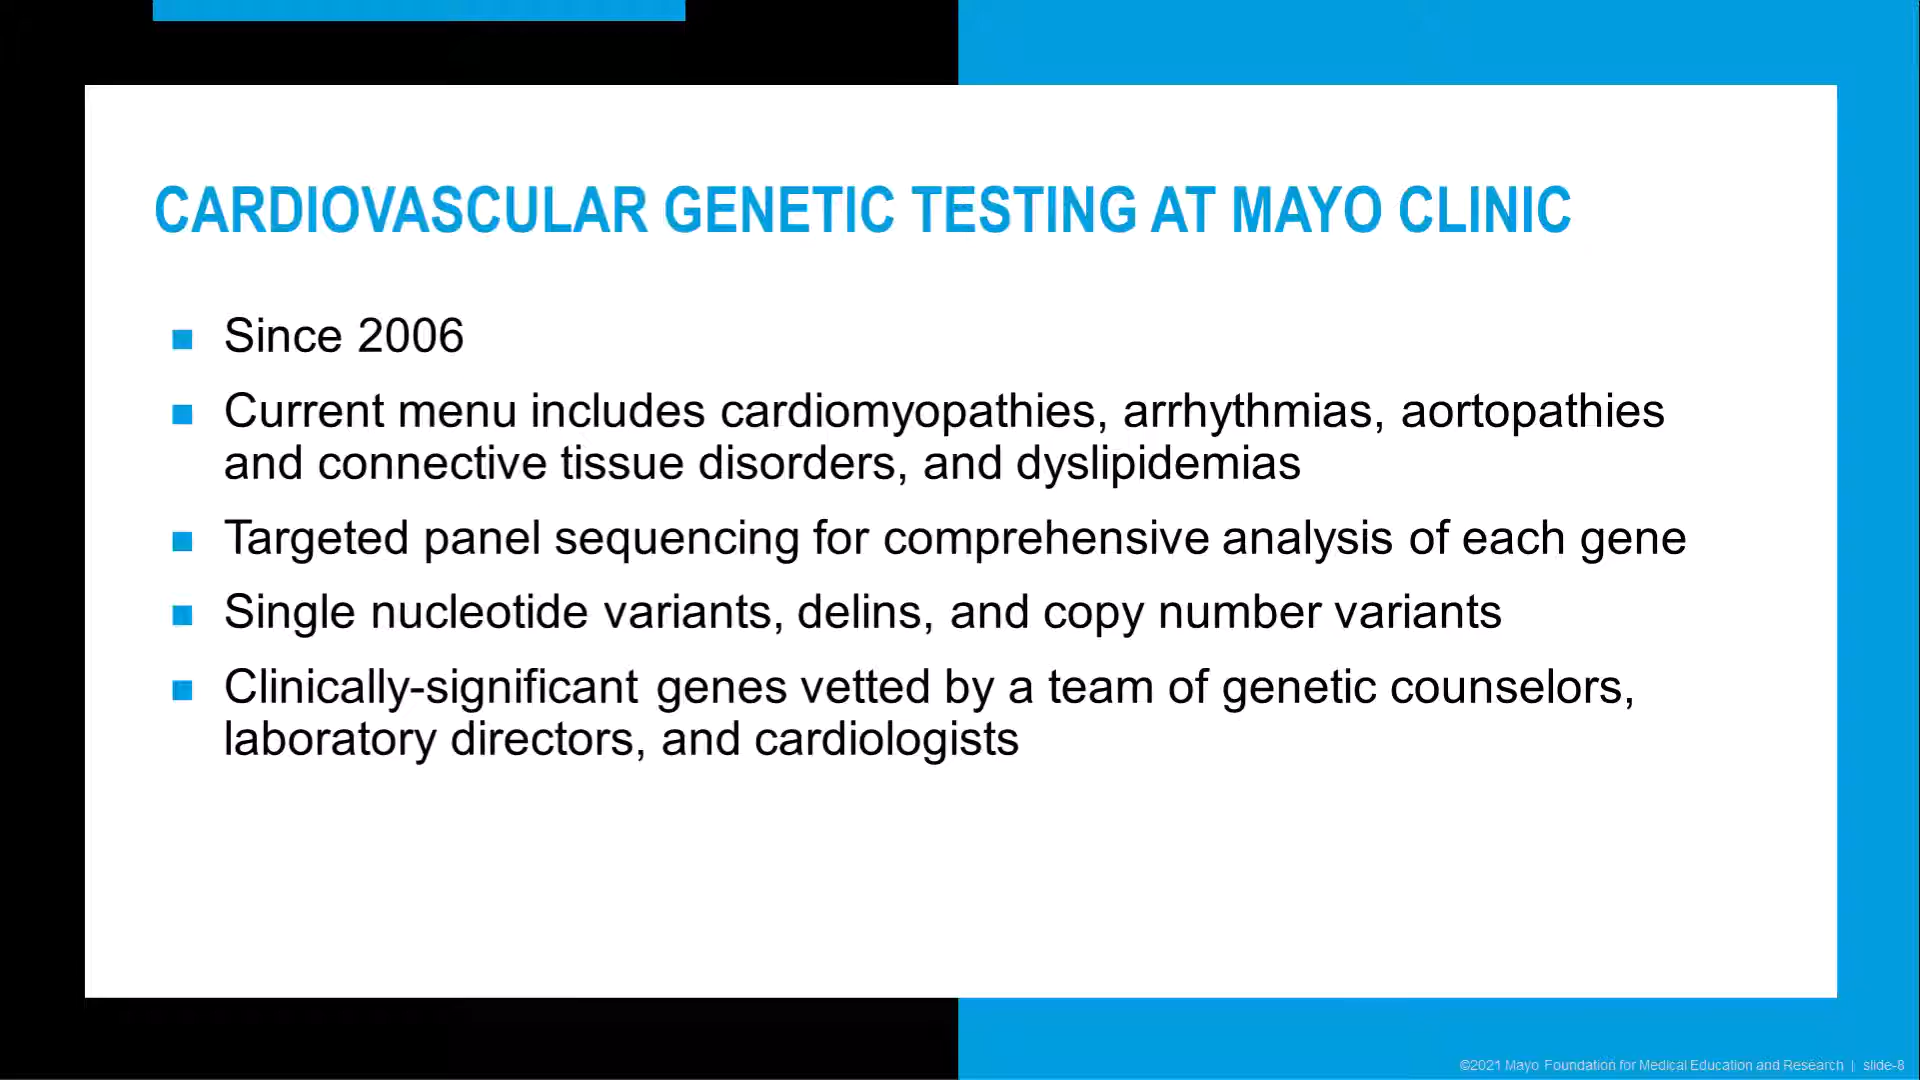 CARDIOVASCULAR GENETIC TESTING AT MAYO CLINIC
Since 2006
Current menu includes cardiomyopathies, arrhythmias, aortopathies
and connective tissue disorders, and dyslipidemias
Targeted panel sequencing for comprehensive analysis of each gene
Single nucleotide variants, delins, and copy number variants
Clinically-significant genes vetted by a team of genetic counselors,
laboratory directors, and cardiologists
©2021 Mayo Foundation for Medical Education and Research | slide-8